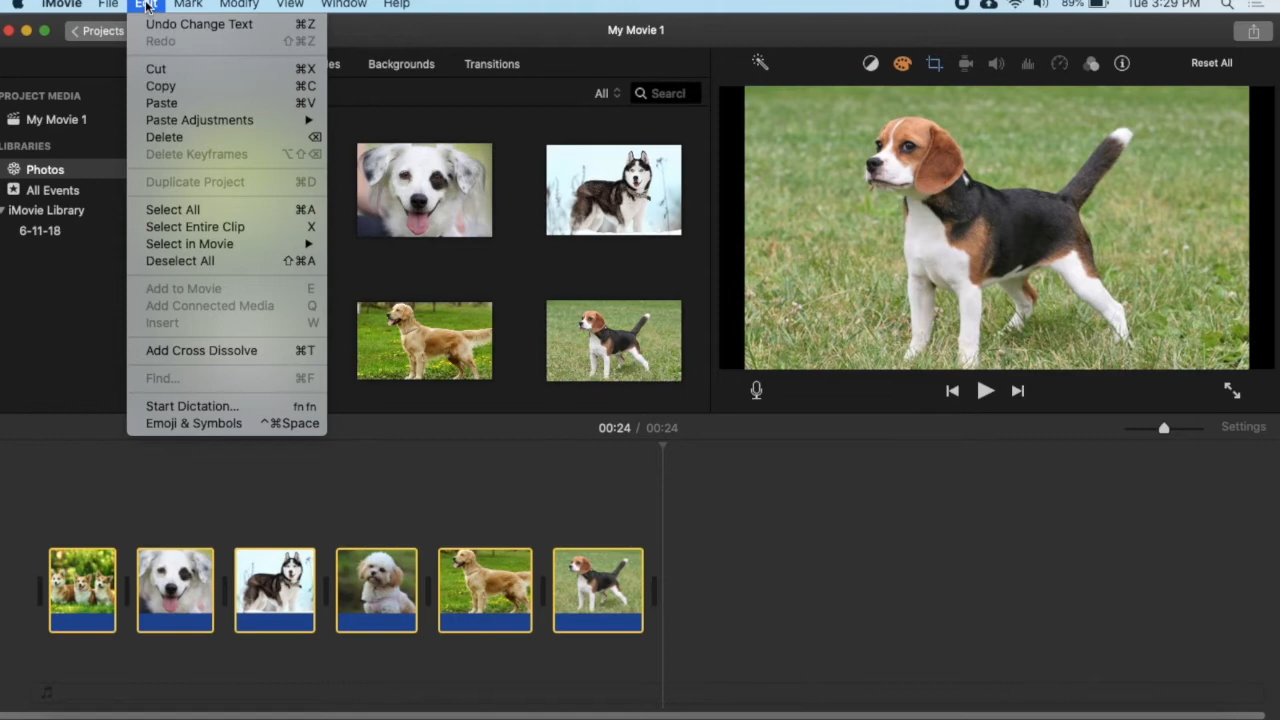 iMovie File Edit Mark Modify View Window Help 89% Tue 3:29 PM
Projects
My Movie 1
Backgrounds Transitions
Reset All
All Search
PROJECT MEDIA
My Movie 1
LIBRARIES
Photos
All Events
iMovie Library
6-11-18
Undo Change Text ⌘Z
Redo ⇧⌘Z
Cut ⌘X
Copy ⌘C
Paste ⌘V
Paste Adjustments
Delete ⌫
Delete Keyframes ⌥⇧⌫
Duplicate Project ⌘D
Select All ⌘A
Select Entire Clip X
Select in Movie
Deselect All ⇧⌘A
Add to Movie E
Add Connected Media Q
Insert W
Add Cross Dissolve ⌘T
Find... ⌘F
Start Dictation... fn fn
Emoji & Symbols ^⌘Space
00:24 / 00:24
Settings